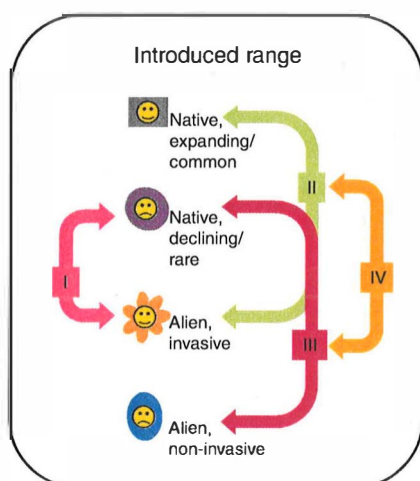 Introduced range
Native,
expanding/
common
II
Native,
declining/
rare
I
IV
Alien,
invasive
III
Alien,
non-invasive